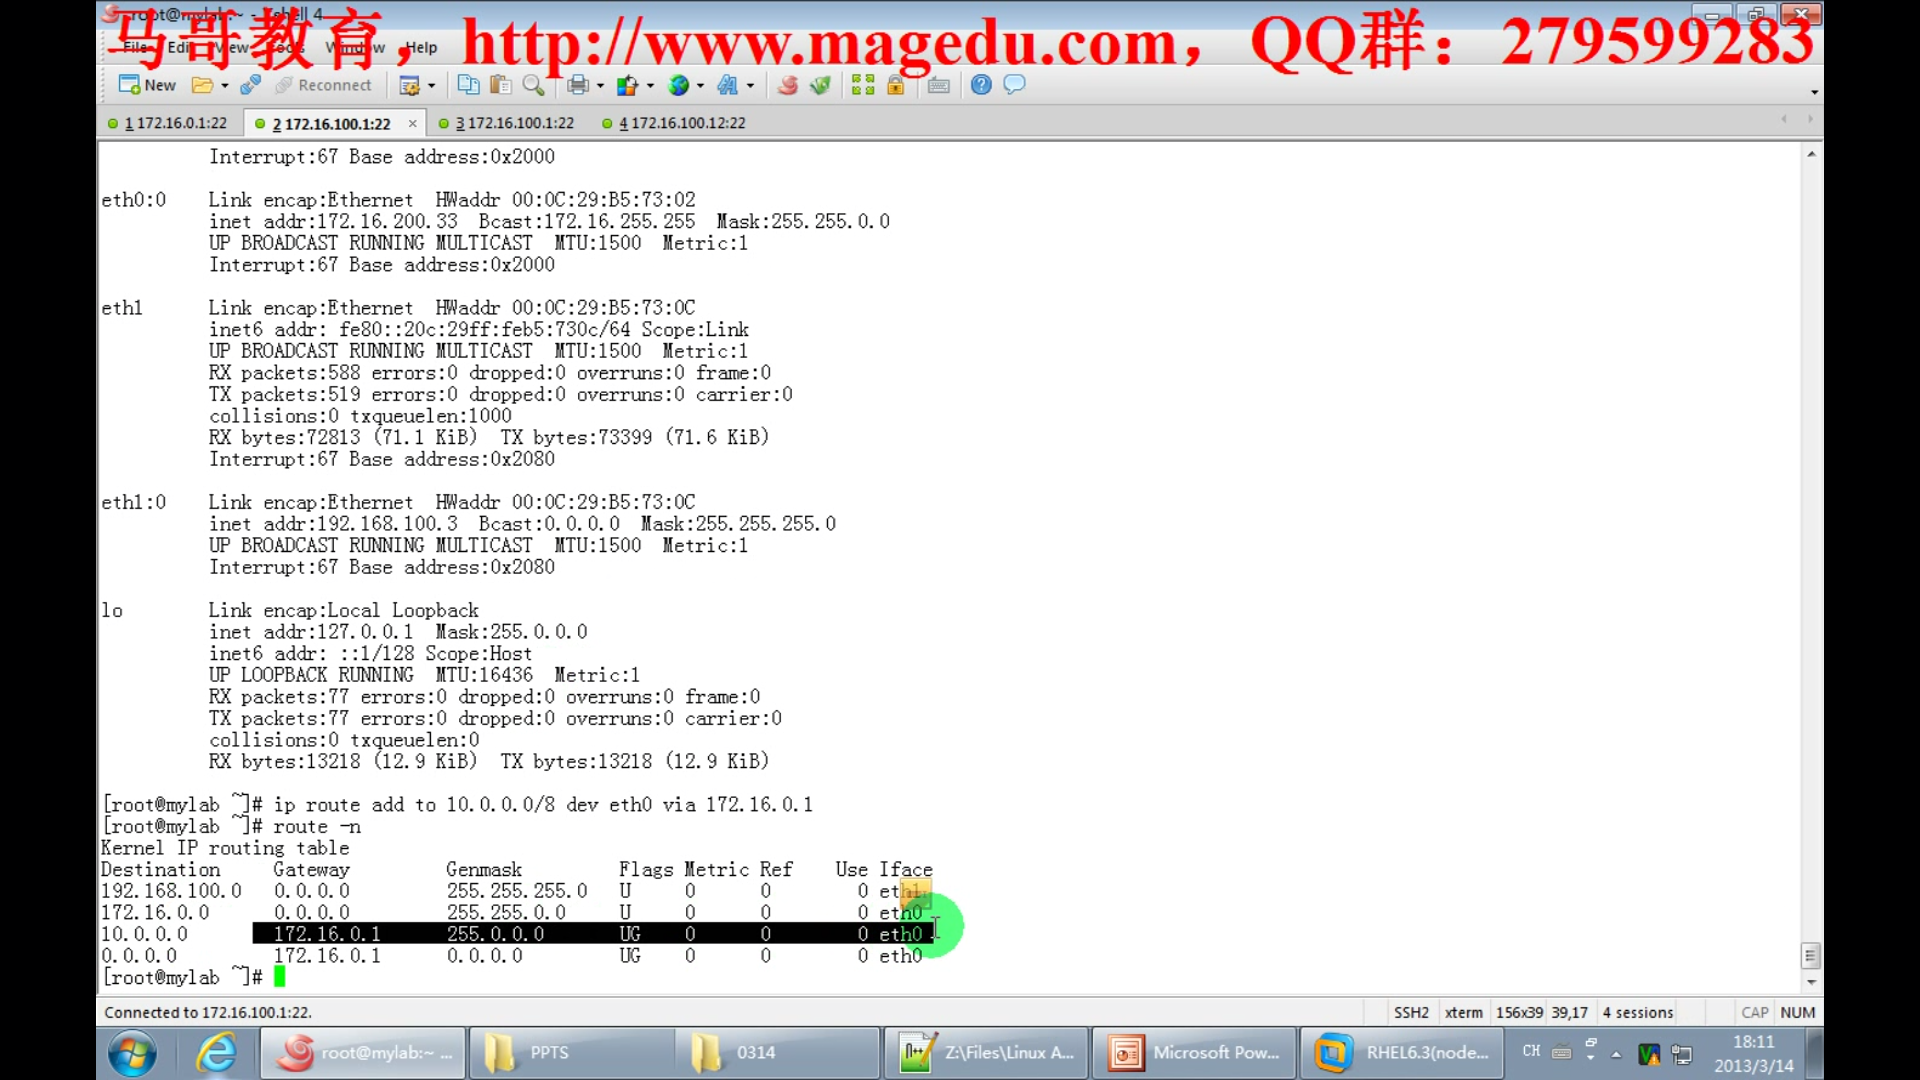 root@mylab:~ - Xshell 4
马哥教育，http://www.magedu.com，QQ群：279599283
File Edit View Tools Window Help
New Reconnect
1 172.16.0.1:22 2 172.16.100.1:22 3 172.16.100.1:22 4 172.16.100.12:22
Interrupt:67 Base address:0x2000
eth0:0 Link encap:Ethernet HWaddr 00:0C:29:B5:73:02
inet addr:172.16.200.33 Bcast:172.16.255.255 Mask:255.255.0.0
UP BROADCAST RUNNING MULTICAST MTU:1500 Metric:1
Interrupt:67 Base address:0x2000
eth1 Link encap:Ethernet HWaddr 00:0C:29:B5:73:0C
inet6 addr: fe80::20c:29ff:feb5:730c/64 Scope:Link
UP BROADCAST RUNNING MULTICAST MTU:1500 Metric:1
RX packets:588 errors:0 dropped:0 overruns:0 frame:0
TX packets:519 errors:0 dropped:0 overruns:0 carrier:0
collisions:0 txqueuelen:1000
RX bytes:72813 (71.1 KiB) TX bytes:73399 (71.6 KiB)
Interrupt:67 Base address:0x2080
eth1:0 Link encap:Ethernet HWaddr 00:0C:29:B5:73:0C
inet addr:192.168.100.3 Bcast:0.0.0.0 Mask:255.255.255.0
UP BROADCAST RUNNING MULTICAST MTU:1500 Metric:1
Interrupt:67 Base address:0x2080
lo Link encap:Local Loopback
inet addr:127.0.0.1 Mask:255.0.0.0
inet6 addr: ::1/128 Scope:Host
UP LOOPBACK RUNNING MTU:16436 Metric:1
RX packets:77 errors:0 dropped:0 overruns:0 frame:0
TX packets:77 errors:0 dropped:0 overruns:0 carrier:0
collisions:0 txqueuelen:0
RX bytes:13218 (12.9 KiB) TX bytes:13218 (12.9 KiB)
[root@mylab ~]# ip route add to 10.0.0.0/8 dev eth0 via 172.16.0.1
[root@mylab ~]# route -n
Kernel IP routing table
Destination Gateway Genmask Flags Metric Ref Use Iface
192.168.100.0 0.0.0.0 255.255.255.0 U 0 0 0 eth1
172.16.0.0 0.0.0.0 255.255.0.0 U 0 0 0 eth0
10.0.0.0 172.16.0.1 255.0.0.0 UG 0 0 0 eth0
0.0.0.0 172.16.0.1 0.0.0.0 UG 0 0 0 eth0
[root@mylab ~]#
Connected to 172.16.100.1:22. SSH2 xterm 156x39 39,17 4 sessions CAP NUM
root@mylab:~ ... PPTS 0314 Z:\Files\Linux A... Microsoft Pow... RHEL6.3(node... CH 18:11
2013/3/14